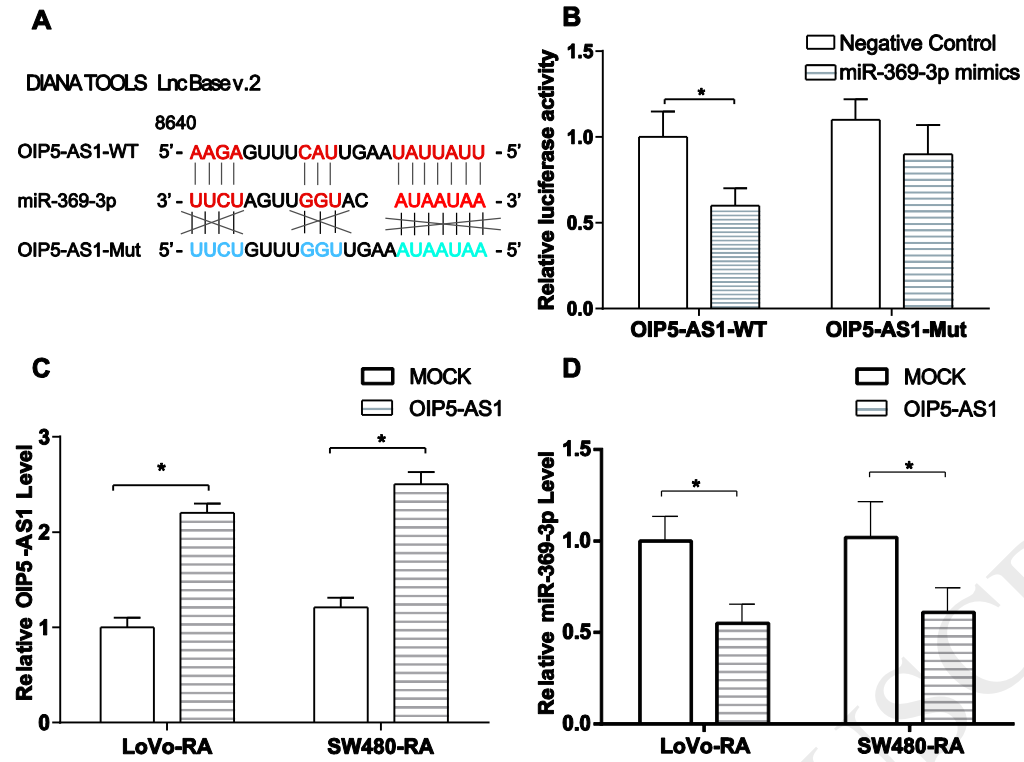 A
DIANA TOOLS LncBase v.2
8640
OIP5-AS1-WT 5’- AAGAGUUUCAUUGAAUAUUAUU - 5’
miR-369-3p 3’- UUCUAGUUGGUAC AUAAUAA - 3’
OIP5-AS1-Mut 5’- UUCUGUUUGGUUGAAAUAAUAA - 5’
B
Negative Control
miR-369-3p mimics
Relative luciferase activity
1.5
1.0
0.5
0.0
*
OIP5-AS1-WT OIP5-AS1-Mut
C
MOCK
OIP5-AS1
Relative OIP5-AS1 Level
3
2
1
0
* *
LoVo-RA SW480-RA
D
MOCK
OIP5-AS1
Relative miR-369-3p Level
1.5
1.0
0.5
0.0
* *
LoVo-RA SW480-RA